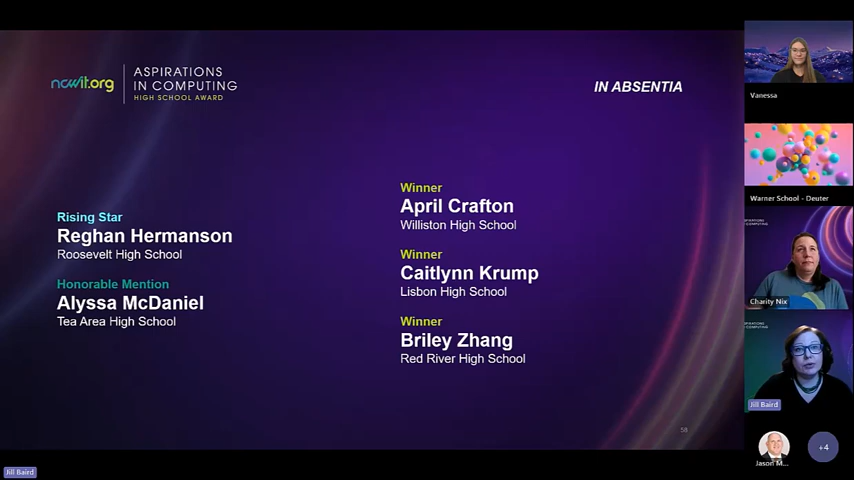 ncwit.org
ASPIRATIONS
IN COMPUTING
HIGH SCHOOL AWARD
IN ABSENTIA
Rising Star
Reghan Hermanson
Roosevelt High School
Honorable Mention
Alyssa McDaniel
Tea Area High School
Winner
April Crafton
Williston High School
Winner
Caitlynn Krump
Lisbon High School
Winner
Briley Zhang
Red River High School
58
Jill Baird
Vanessa
Warner School - Deuter
Charity Nix
Jill Baird
Jason M...
+4